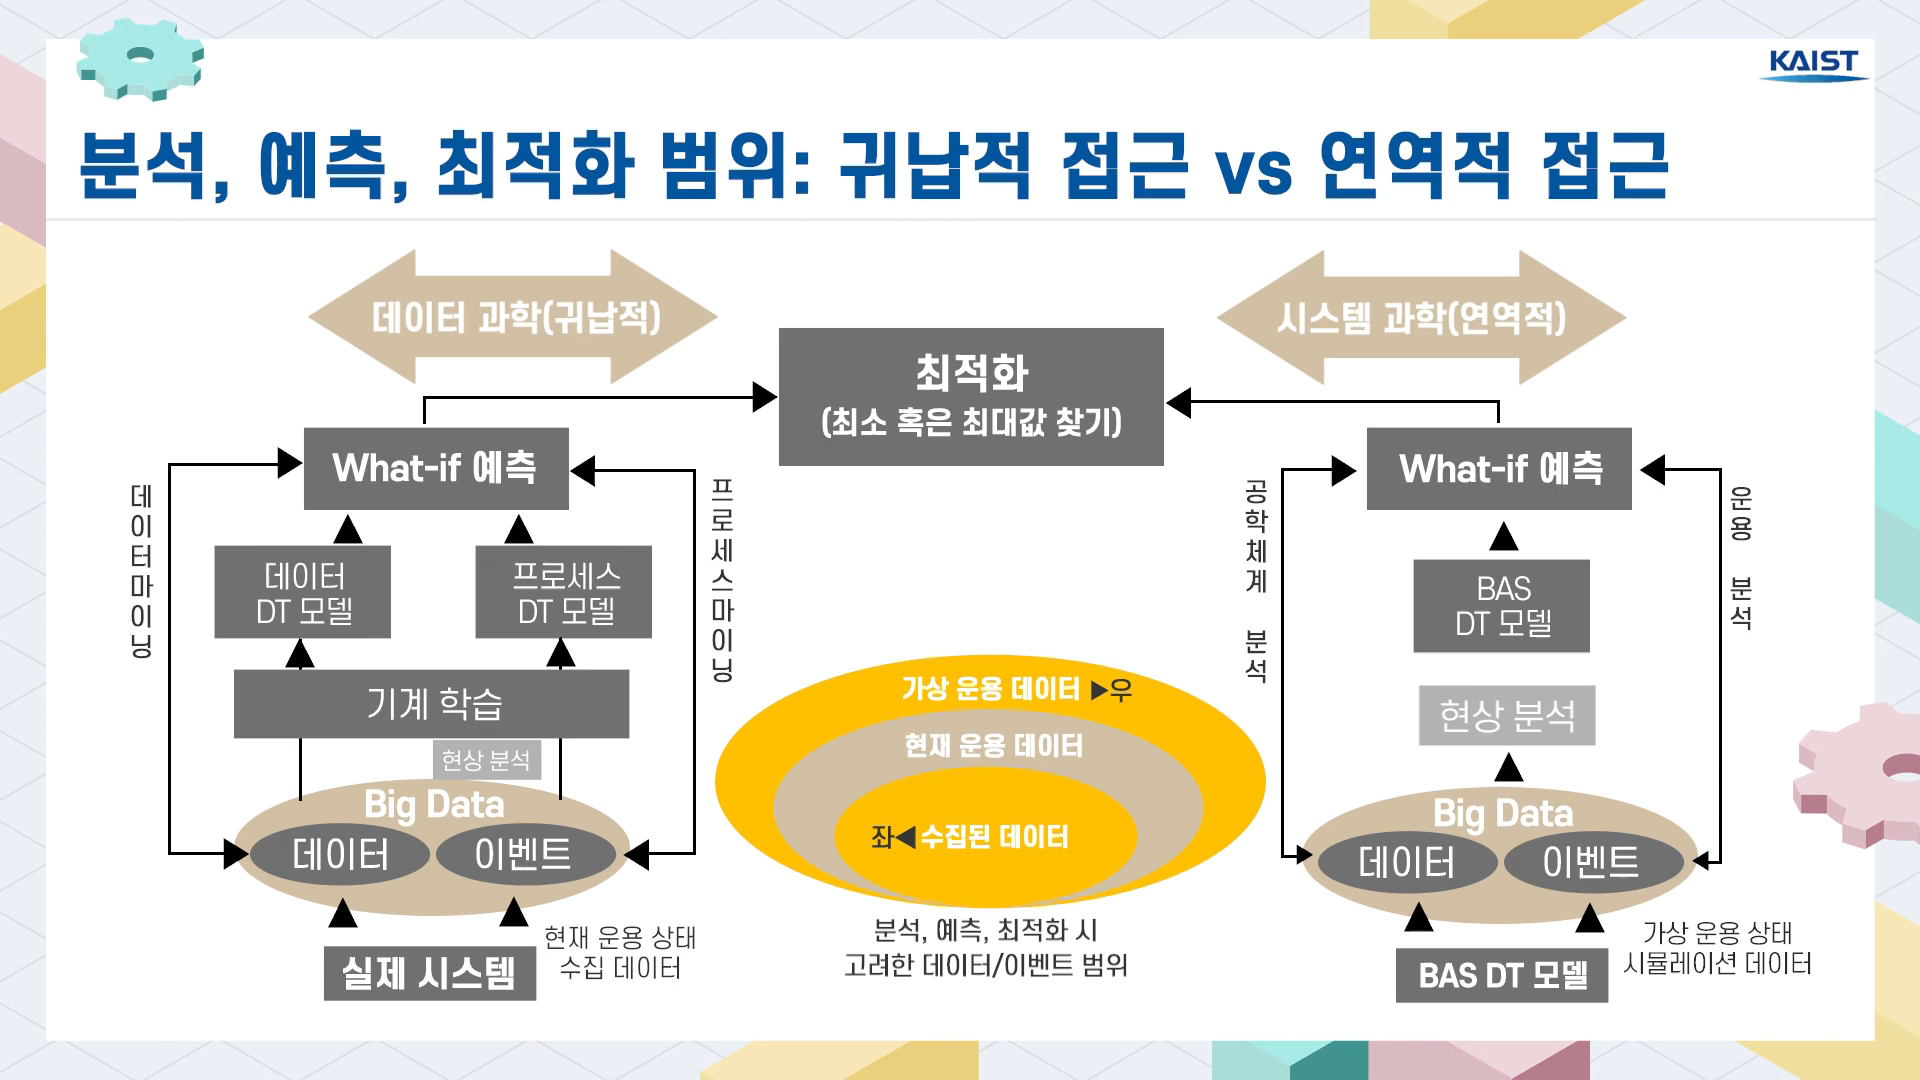 KAIST
분석, 예측, 최적화 범위: 귀납적 접근 vs 연역적 접근
데이터 과학(귀납적)
시스템 과학(연역적)
최적화
(최소 혹은 최대값 찾기)
What-if 예측
데이터마이닝
프로세스마이닝
데이터
DT 모델
프로세스
DT 모델
기계 학습
현상 분석
Big Data
데이터
이벤트
실제 시스템
현재 운용 상태
수집 데이터
가상 운용 데이터 ▶우
현재 운용 데이터
좌◀수집된 데이터
분석, 예측, 최적화 시
고려한 데이터/이벤트 범위
What-if 예측
공학체계 분석
운용 분석
BAS
DT 모델
현상 분석
Big Data
데이터
이벤트
BAS DT 모델
가상 운용 상태
시뮬레이션 데이터